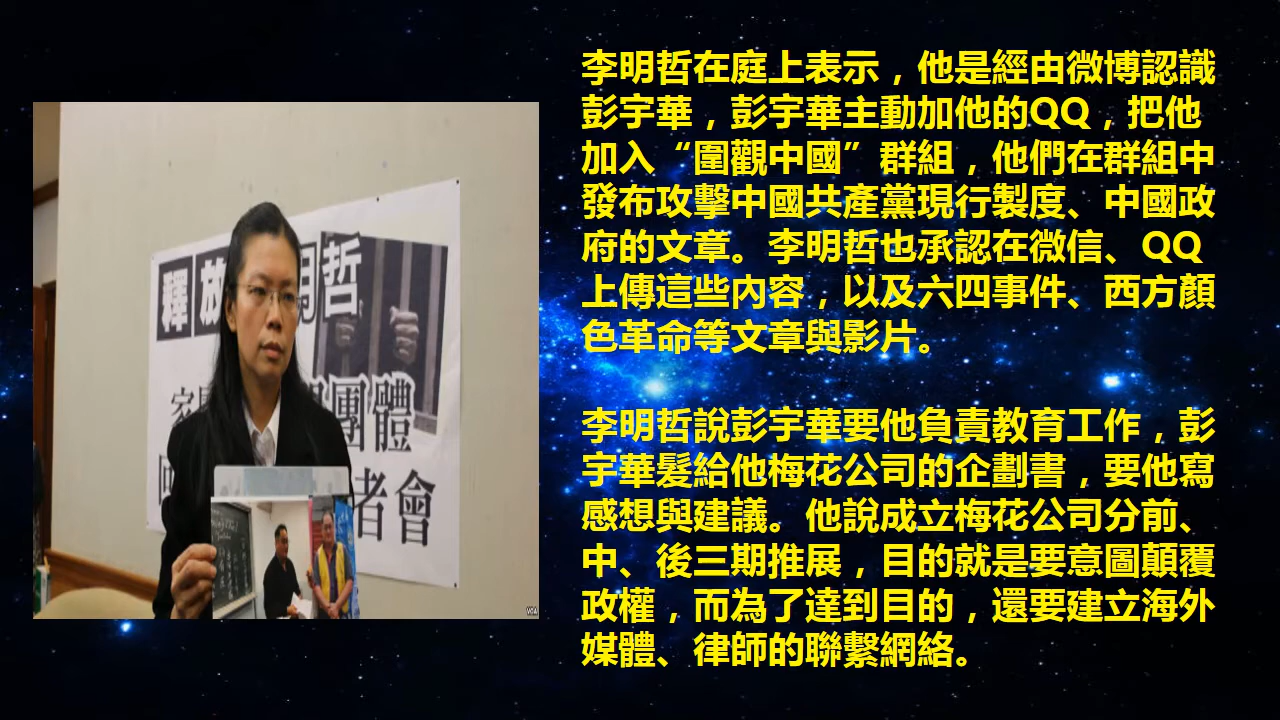 李明哲在庭上表示，他是經由微博認識
彭宇華，彭宇華主動加他的QQ，把他
加入“圍觀中國”群組，他們在群組中
發布攻擊中國共產黨現行製度、中國政
府的文章。李明哲也承認在微信、QQ
上傳這些內容，以及六四事件、西方顏
色革命等文章與影片。
李明哲說彭宇華要他負責教育工作，彭
宇華髮給他梅花公司的企劃書，要他寫
感想與建議。他說成立梅花公司分前、
中、後三期推展，目的就是要意圖顛覆
政權，而為了達到目的，還要建立海外
媒體、律師的聯繫網絡。
釋放 明哲
團體
者會
VOA